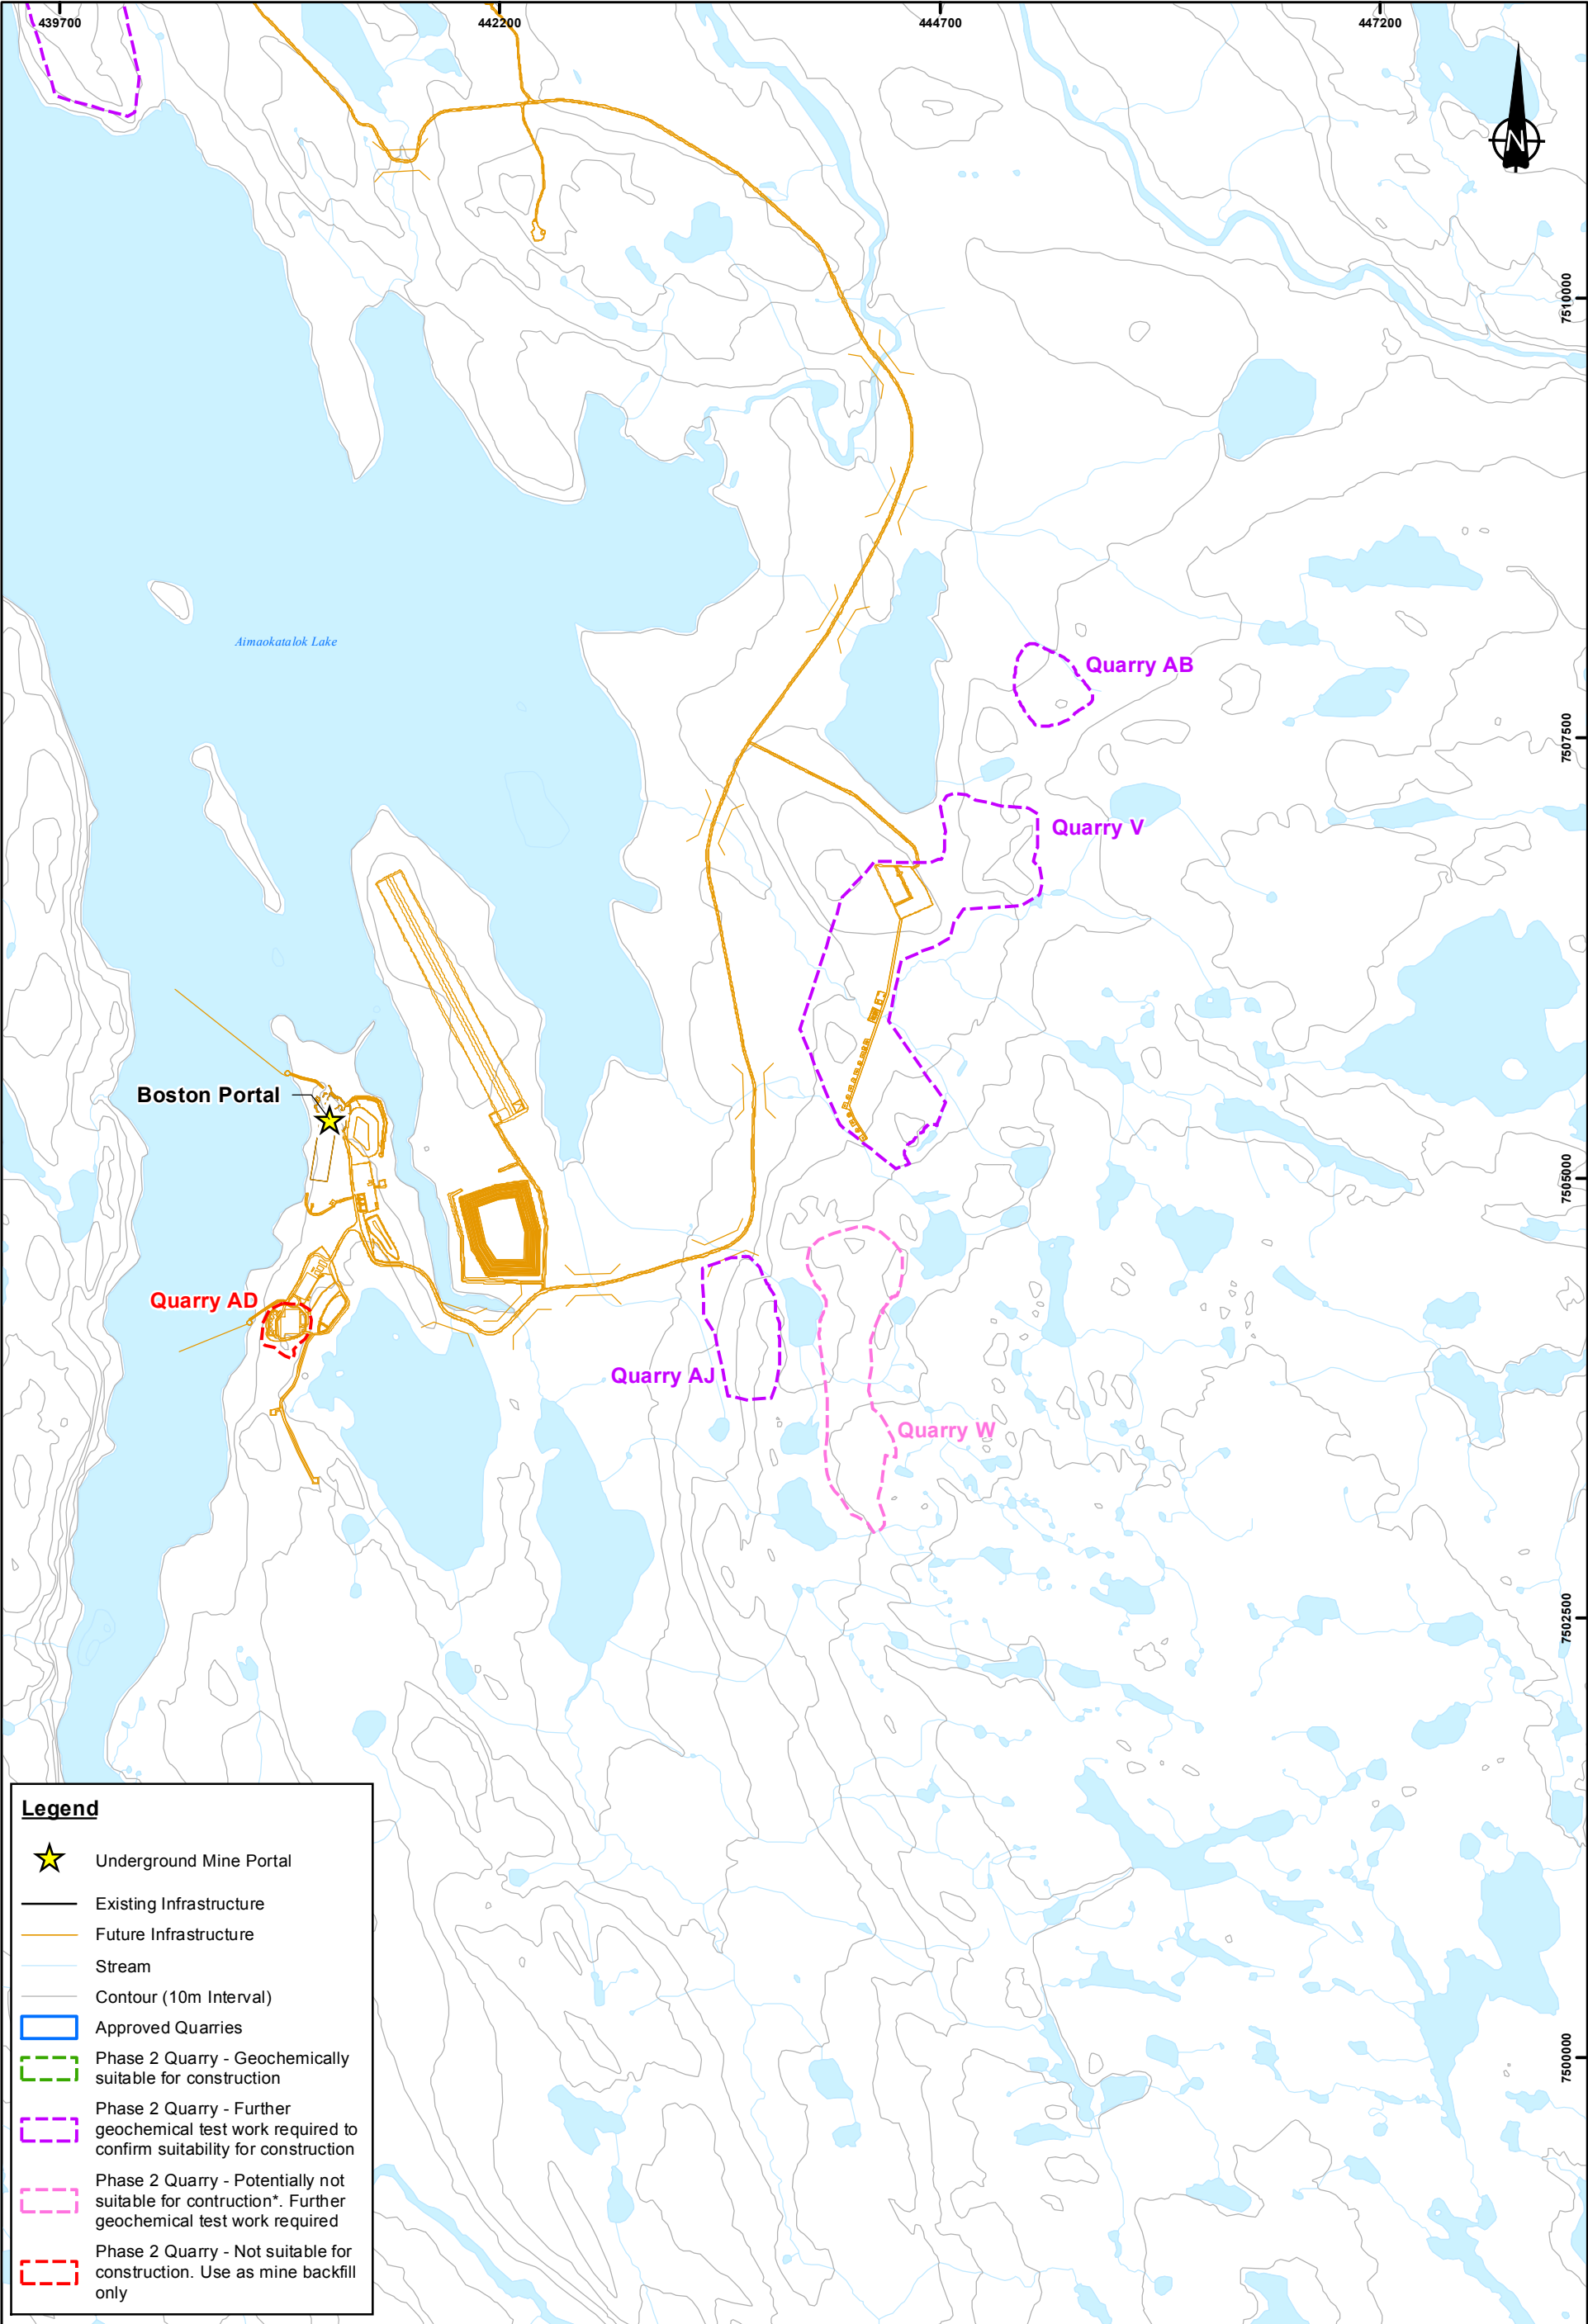 439700
442200
444700
447200
N
7510000
Aimaokatalok Lake
Quarry AB
7507500
Quarry V
Boston Portal
7505000
Quarry AD
Quarry AJ
Quarry W
7502500
7500000
Legend
Underground Mine Portal
Existing Infrastructure
Future Infrastructure
Stream
Contour (10m Interval)
Approved Quarries
Phase 2 Quarry - Geochemically
suitable for construction
Phase 2 Quarry - Further
geochemical test work required to
confirm suitability for construction
Phase 2 Quarry - Potentially not
suitable for contruction*. Further
geochemical test work required
Phase 2 Quarry - Not suitable for
construction. Use as mine backfill
only